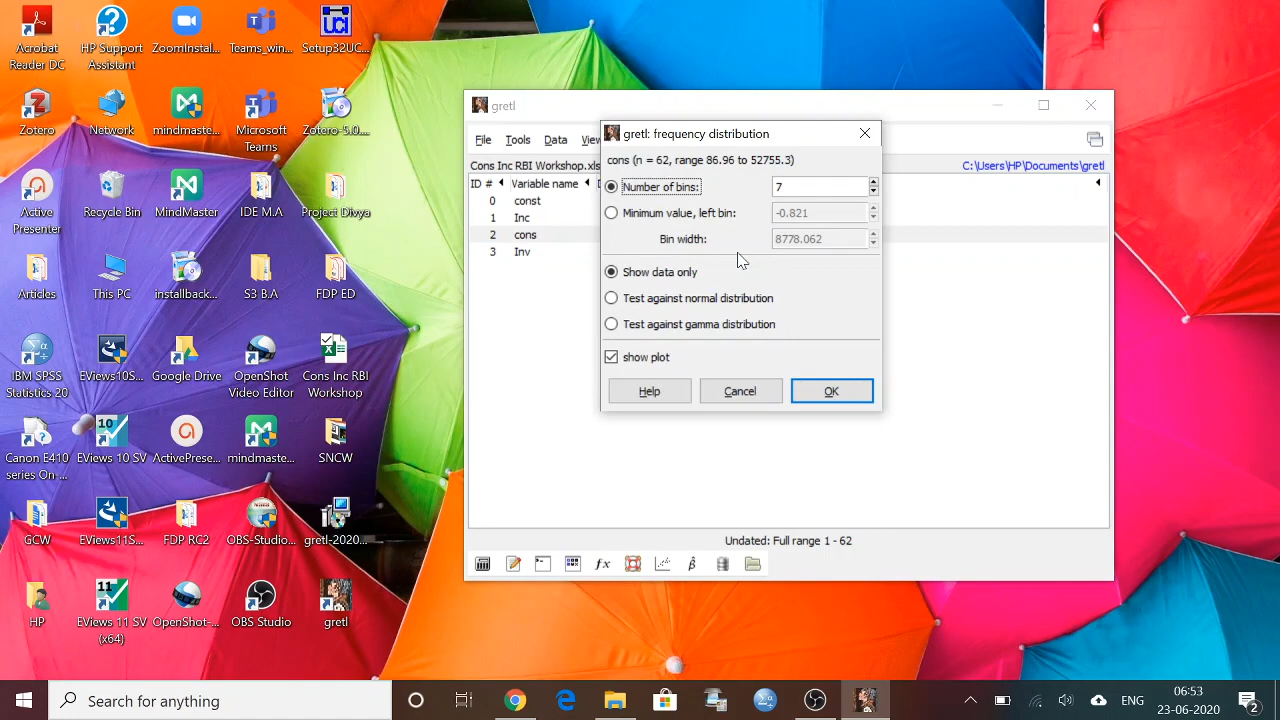 Acrobat
Reader DC
HP Support
Assistant
ZoomInstal...
Teams_win...
Setup32UC...
Zotero
Network
mindmaste...
Microsoft
Teams
Zotero-5.0....
Active
Presenter
Recycle Bin
MindMaster
IDE M.A
Project Divya
Articles
This PC
installback...
S3 B.A
FDP ED
IBM SPSS
Statistics 20
EViews10S...
Google Drive
OpenShot
Video Editor
Cons Inc RBI
Workshop
Canon E410
series On-...
EViews 10 SV
ActivePrese...
mindmaste...
SNCW
GCW
EViews11S...
FDP RC2
OBS-Studio...
gretl-2020...
HP
EViews 11 SV
(x64)
OpenShot-...
OBS Studio
gretl
gretl
File Tools Data View
Cons Inc RBI Workshop.xls
C:\Users\HP\Documents\gretl
ID # Variable name
0 const
1 Inc
2 cons
3 Inv
Undated: Full range 1 - 62
gretl: frequency distribution
cons (n = 62, range 86.96 to 52755.3)
Number of bins: 7
Minimum value, left bin: -0.821
Bin width: 8778.062
Show data only
Test against normal distribution
Test against gamma distribution
show plot
Help Cancel OK
Search for anything
ENG
06:53
23-06-2020
2